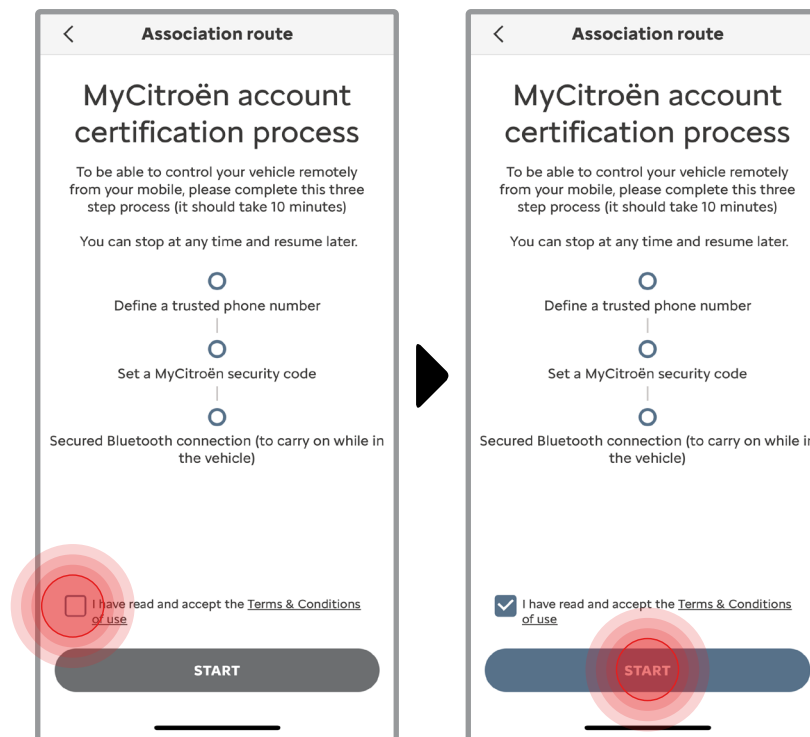 Association route
MyCitroën account
certification process
To be able to control your vehicle remotely
from your mobile, please complete this three
step process (it should take 10 minutes)
You can stop at any time and resume later.
Define a trusted phone number
Set a MyCitroën security code
Secured Bluetooth connection (to carry on while in
the vehicle)
I have read and accept the Terms & Conditions
of use
START
Association route
MyCitroën account
certification process
To be able to control your vehicle remotely
from your mobile, please complete this three
step process (it should take 10 minutes)
You can stop at any time and resume later.
Define a trusted phone number
Set a MyCitroën security code
Secured Bluetooth connection (to carry on while in
the vehicle)
I have read and accept the Terms & Conditions
of use
START